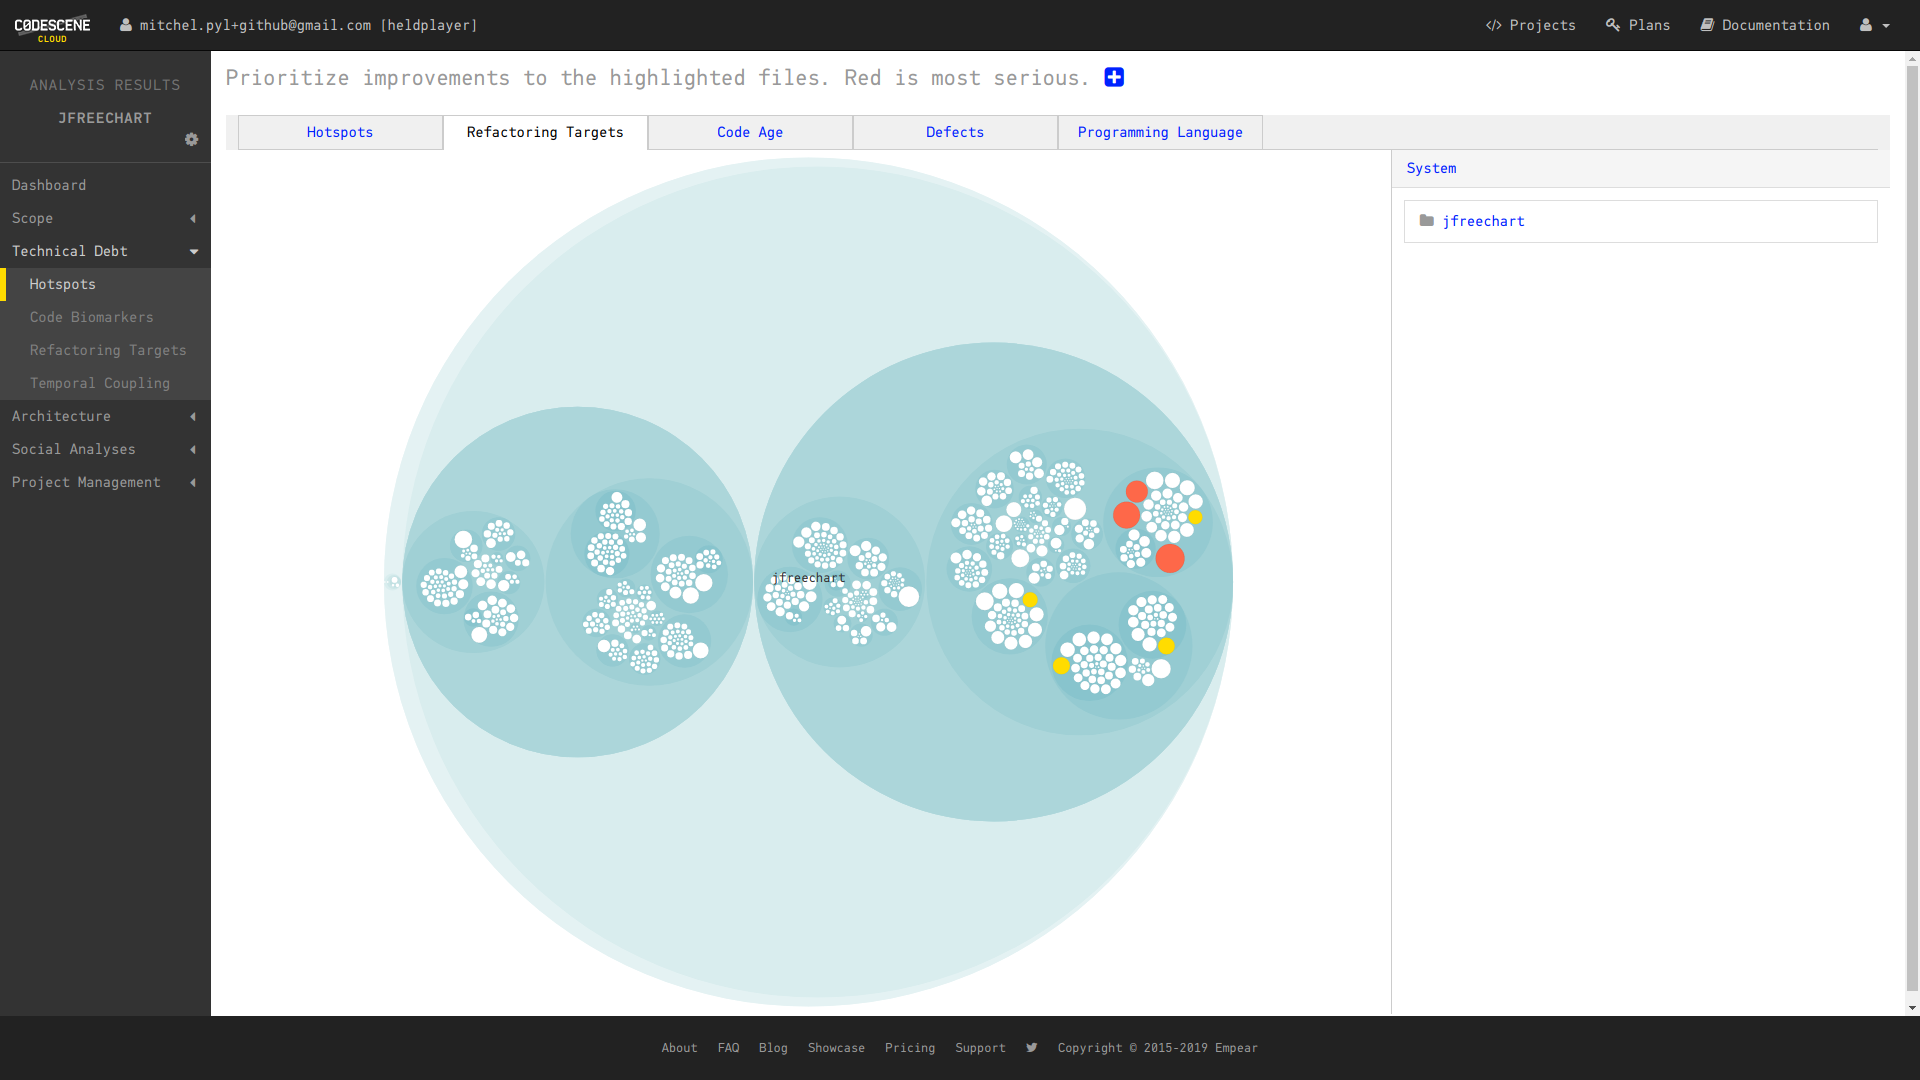 CØDESCENE
CLOUD
mitchel.pyl+github@gmail.com [heldplayer]
Projects
Plans
Documentation
ANALYSIS RESULTS
JFREECHART
Dashboard
Scope
Technical Debt
Hotspots
Code Biomarkers
Refactoring Targets
Temporal Coupling
Architecture
Social Analyses
Project Management
Prioritize improvements to the highlighted files. Red is most serious.
Hotspots
Refactoring Targets
Code Age
Defects
Programming Language
jfreechart
System
jfreechart
About
FAQ
Blog
Showcase
Pricing
Support
Copyright © 2015-2019 Empear